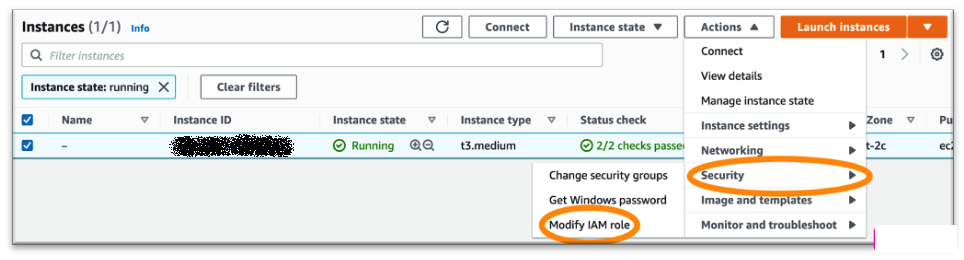 Instances (1/1) Info Connect Instance state Actions Launch instances
Filter instances 1
Instance state: running Clear filters
Name Instance ID Instance state Instance type Status check Zone Pu
– Running t3.medium 2/2 checks passe t-2c ec2
Connect
View details
Manage instance state
Instance settings
Networking
Security
Image and templates
Monitor and troubleshoot
Change security groups
Get Windows password
Modify IAM role